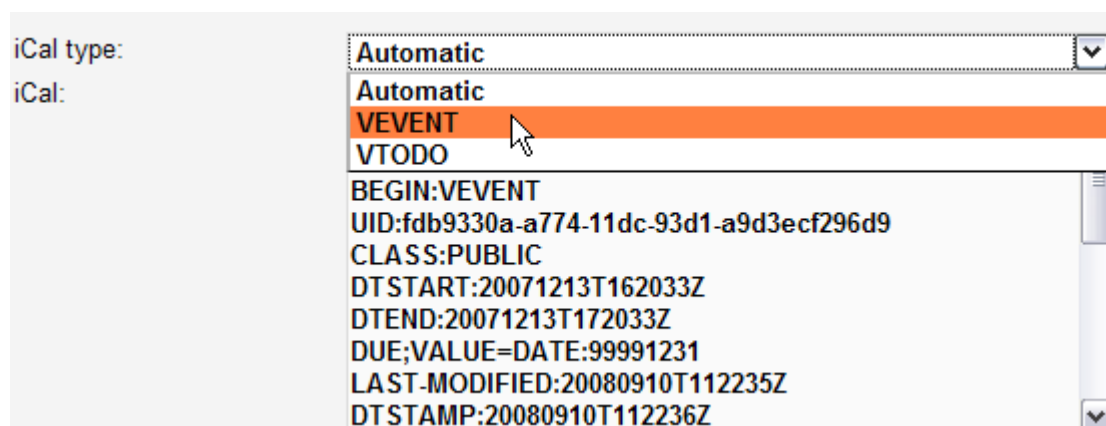 iCal type:
Automatic
iCal:
Automatic
VEVENT
VTODO
BEGIN:VEVENT
UID:fdb9330a-a774-11dc-93d1-a9d3ecf296d9
CLASS:PUBLIC
DTSTART:20071213T162033Z
DTEND:20071213T172033Z
DUE;VALUE=DATE:99991231
LAST-MODIFIED:20080910T112235Z
DTSTAMP:20080910T112236Z